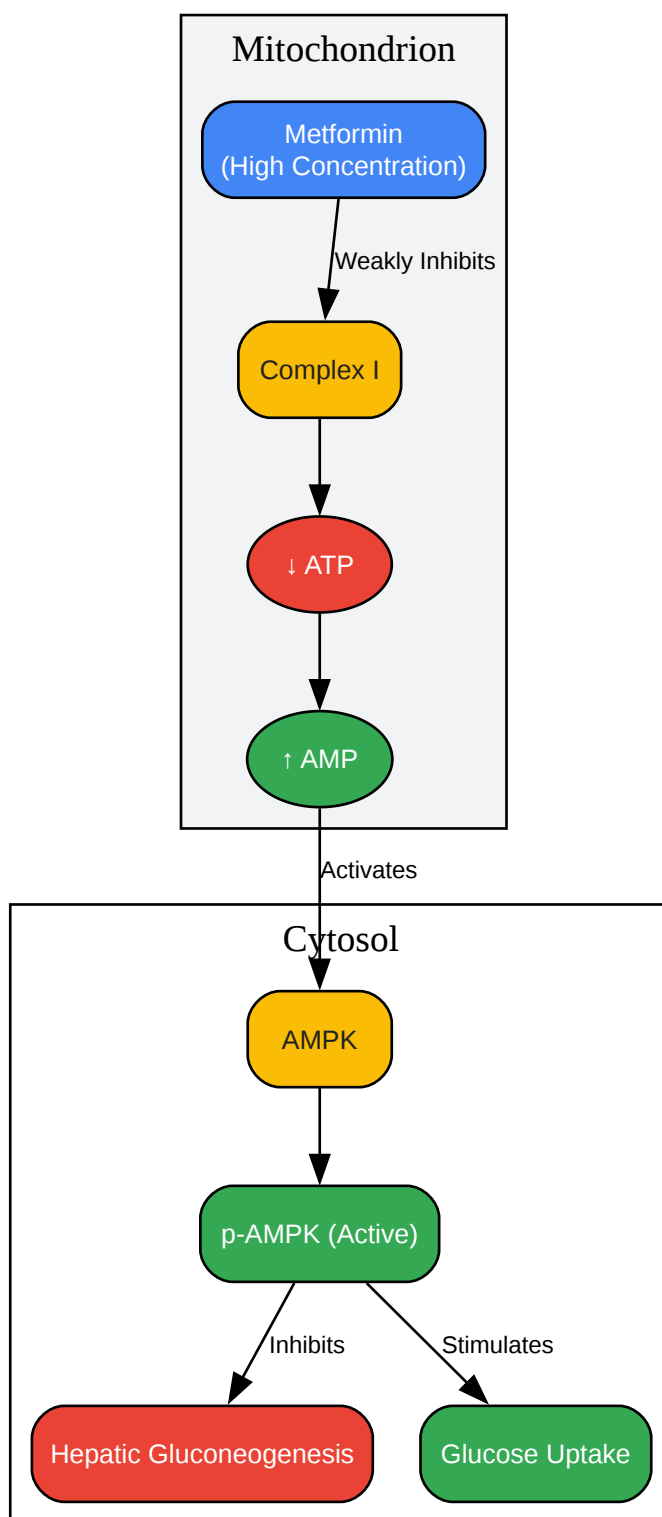 Mitochondrion
Metformin
(High Concentration)
Weakly Inhibits
Complex I
↓ ATP
↑ AMP
Activates
Cytosol
AMPK
p-AMPK (Active)
Inhibits
Stimulates
Hepatic Gluconeogenesis
Glucose Uptake